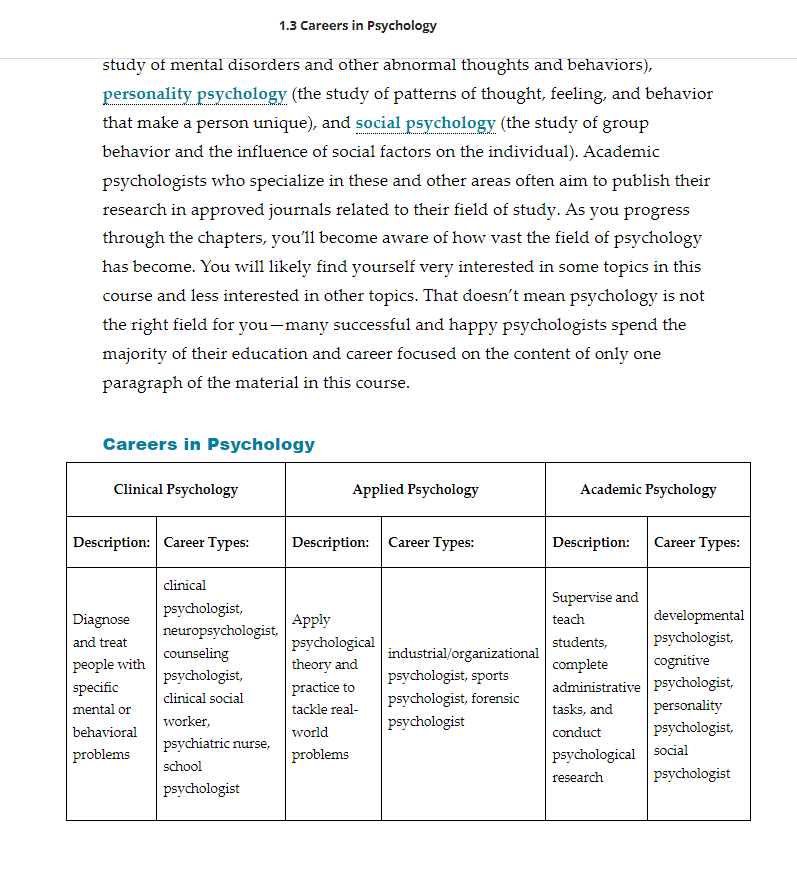 1.3 Careers in Psychology
study of mental disorders and other abnormal thoughts and behaviors),
personality psychology (the study of patterns of thought, feeling, and behavior
that make a person unique), and social psychology (the study of group
behavior and the influence of social factors on the individual). Academic
psychologists who specialize in these and other areas often aim to publish their
research in approved journals related to their field of study. As you progress
through the chapters, you’ll become aware of how vast the field of psychology
has become. You will likely find yourself very interested in some topics in this
course and less interested in other topics. That doesn’t mean psychology is not
the right field for you—many successful and happy psychologists spend the
majority of their education and career focused on the content of only one
paragraph of the material in this course.
Careers in Psychology
Clinical Psychology
Applied Psychology
Academic Psychology
Description:
Career Types:
Description:
Career Types:
Description:
Career Types:
Diagnose
and treat
people with
specific
mental or
behavioral
problems
clinical
psychologist,
neuropsychologist,
counseling
psychologist,
clinical social
worker,
psychiatric nurse,
school
psychologist
Apply
psychological
theory and
practice to
tackle real-
world
problems
industrial/organizational
psychologist, sports
psychologist, forensic
psychologist
Supervise and
teach
students,
complete
administrative
tasks, and
conduct
psychological
research
developmental
psychologist,
cognitive
psychologist,
personality
psychologist,
social
psychologist